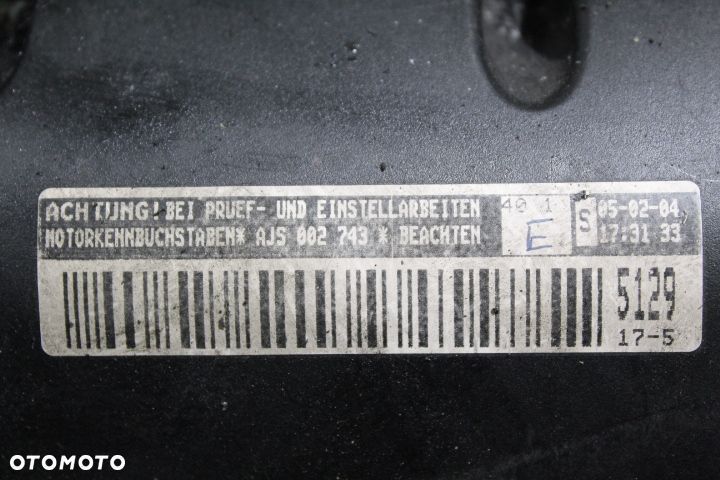 ACHTUNG! BEI PRUEF- UND EINSTELLARBEITEN
MOTORKENNBUCHSTABEN* AJS 002 743 * BEACHTEN
40 1
E
S
05-02-04
17:31 33
5129
17-5
OTOMOTO